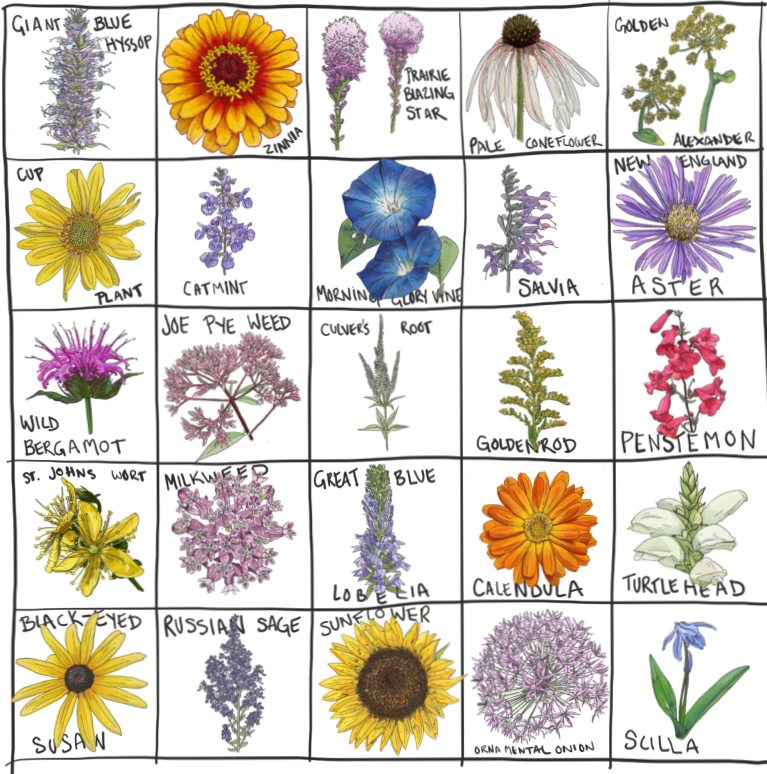 GIANT BLUE
HYSSOP
ZINNIA
PRAIRIE
BLAZING
STAR
PALE CONEFLOWER
GOLDEN
ALEXANDER
CUP
PLANT
CATMINT
MORNING GLORY VINE
SALVIA
NEW ENGLAND
ASTER
WILD
BERGAMOT
JOE PYE WEED
CULVER'S ROOT
GOLDENROD
PENSTEMON
ST. JOHNS WORT
MILKWEED
GREAT BLUE
LOBELIA
CALENDULA
TURTLEHEAD
BLACK-EYED
SUSAN
RUSSIAN SAGE
SUNFLOWER
ORNAMENTAL ONION
SCILLA